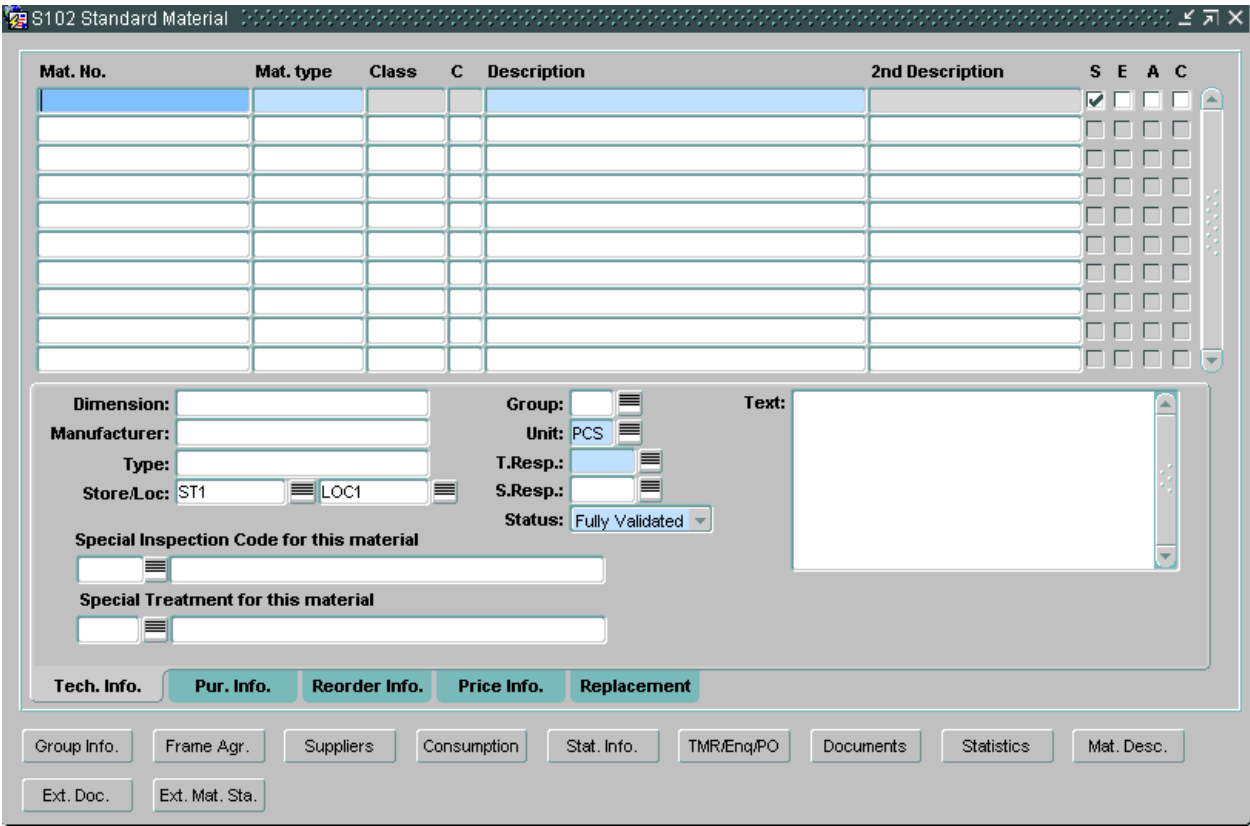 S102 Standard Material
Mat. No. Mat. type Class C Description 2nd Description S E A C
Dimension: Group: Text:
Manufacturer: Unit: PCS
Type: T.Resp.:
Store/Loc: ST1 LOC1 S.Resp.:
Status: Fully Validated
Special Inspection Code for this material
Special Treatment for this material
Tech. Info. Pur. Info. Reorder Info. Price Info. Replacement
Group Info. Frame Agr. Suppliers Consumption Stat. Info. TMR/Enq/PO Documents Statistics Mat. Desc.
Ext. Doc. Ext. Mat. Sta.